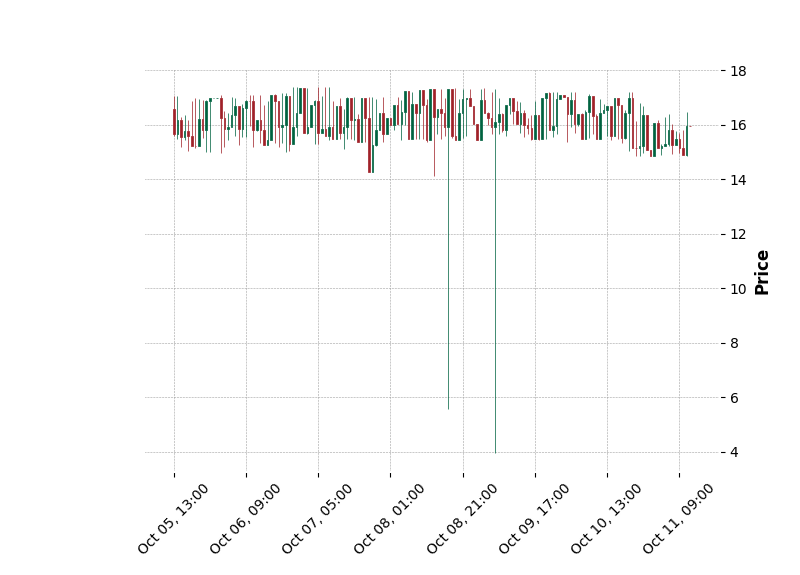 18
16
14
12
10
8
6
4
Price
Oct 05, 13:00
Oct 06, 09:00
Oct 07, 05:00
Oct 08, 01:00
Oct 08, 21:00
Oct 09, 17:00
Oct 10, 13:00
Oct 11, 09:00